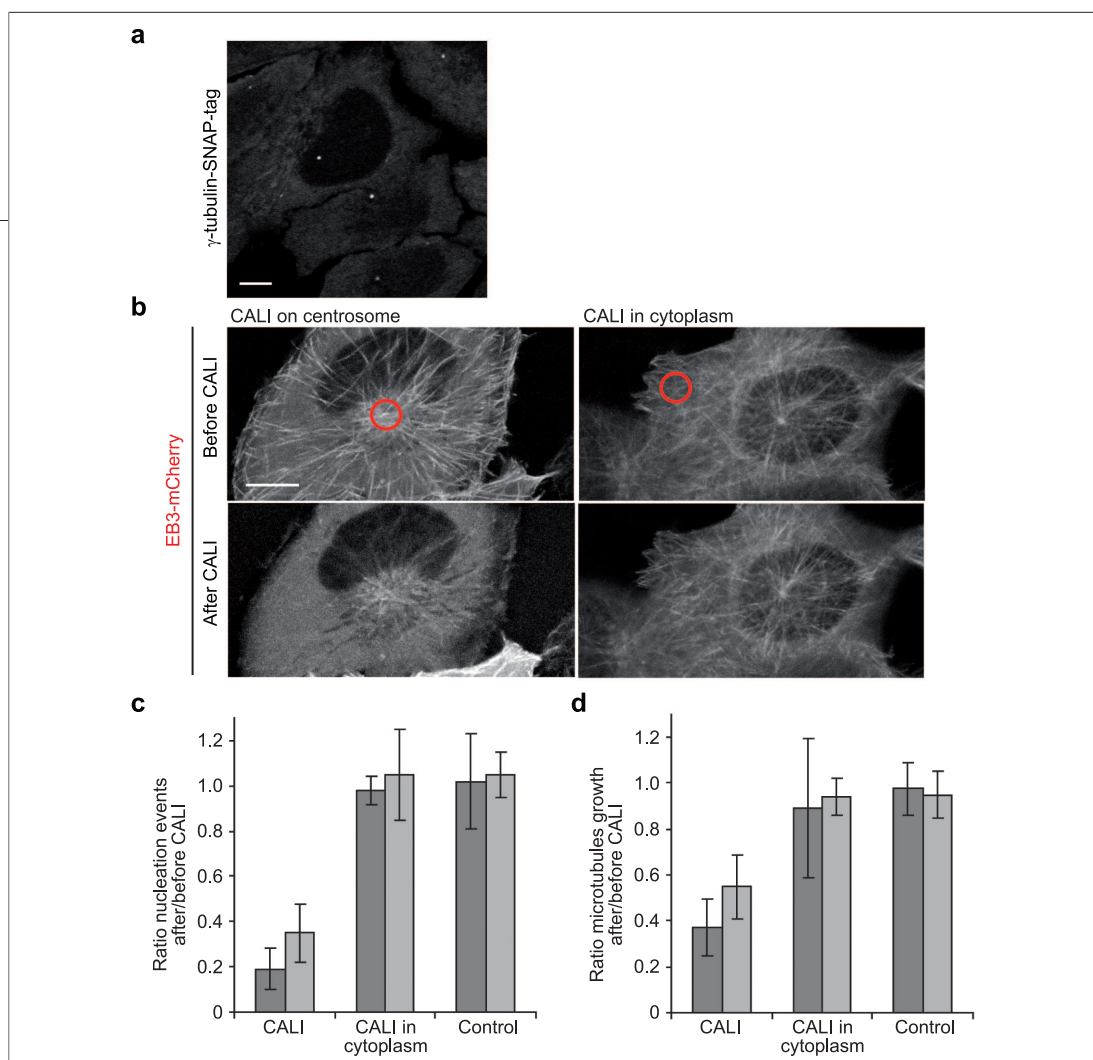 a
γ-tubulin-SNAP-tag
b
CALI on centrosome
CALI in cytoplasm
EB3-mCherry
Before CALI
After CALI
c
Ratio nucleation events
after/before CALI
1.2
1.0
0.8
0.6
0.4
0.2
0
CALI
CALI in
cytoplasm
Control
d
Ratio microtubules growth
after/before CALI
1.2
1.0
0.8
0.6
0.4
0.2
0
CALI
CALI in
cytoplasm
Control